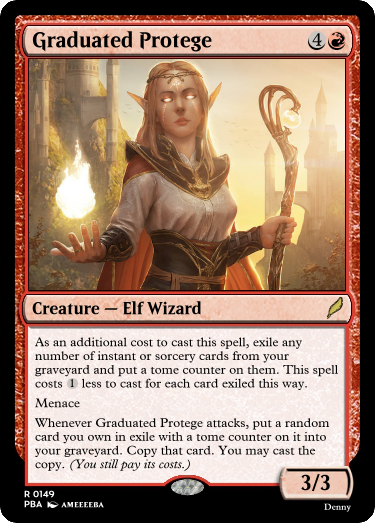 Graduated Protege 4
Creature — Elf Wizard
As an additional cost to cast this spell, exile any
number of instant or sorcery cards from your
graveyard and put a tome counter on them. This spell
costs 1 less to cast for each card exiled this way.
Menace
Whenever Graduated Protege attacks, put a random
card you own in exile with a tome counter on it into
your graveyard. Copy that card. You may cast the
copy. (You still pay its costs.)
3/3
R 0149
PBA AMEEEEBA
Denny